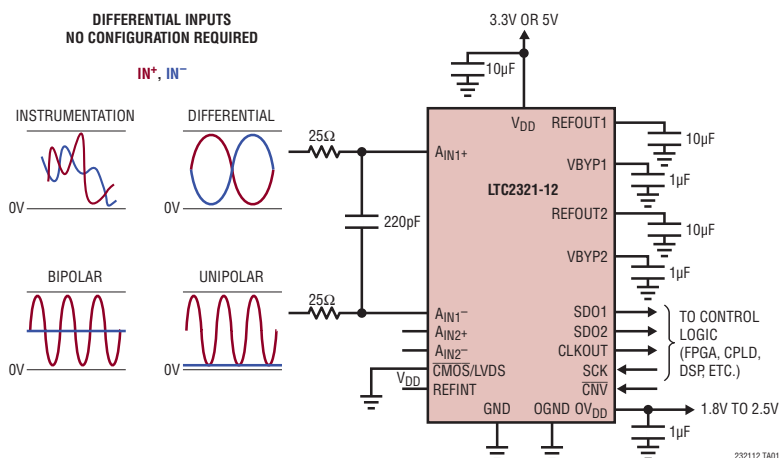 DIFFERENTIAL INPUTS
NO CONFIGURATION REQUIRED
IN+, IN−
INSTRUMENTATION
0V
DIFFERENTIAL
0V
BIPOLAR
0V
UNIPOLAR
0V
25Ω
220pF
25Ω
3.3V OR 5V
10µF
VDD
AIN1+
LTC2321-12
AIN1−
AIN2+
AIN2−
CMOS/LVDS
VDD
REFINT
GND
OGND
OVDD
REFOUT1
10µF
VBYP1
1µF
REFOUT2
10µF
VBYP2
1µF
SDO1
SDO2
CLKOUT
SCK
CNV
TO CONTROL
LOGIC
(FPGA, CPLD,
DSP, ETC.)
1.8V TO 2.5V
1µF
232112 TA01